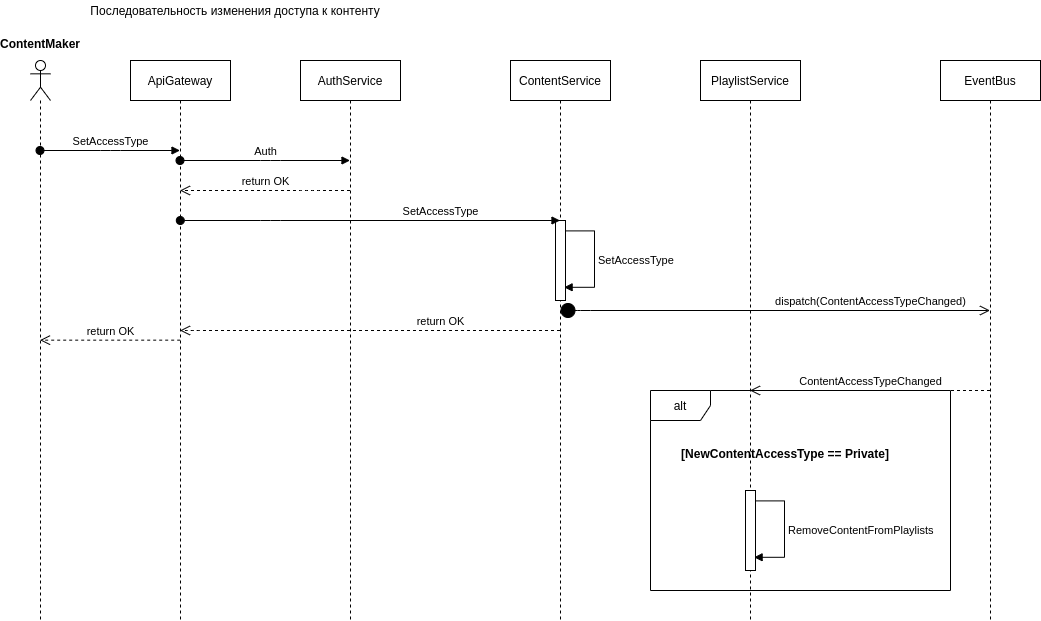 Последовательность изменения доступа к контенту
ContentMaker
ApiGateway
AuthService
ContentService
PlaylistService
EventBus
SetAccessType
Auth
return OK
SetAccessType
SetAccessType
dispatch(ContentAccessTypeChanged)
return OK
return OK
ContentAccessTypeChanged
alt
[NewContentAccessType == Private]
RemoveContentFromPlaylists